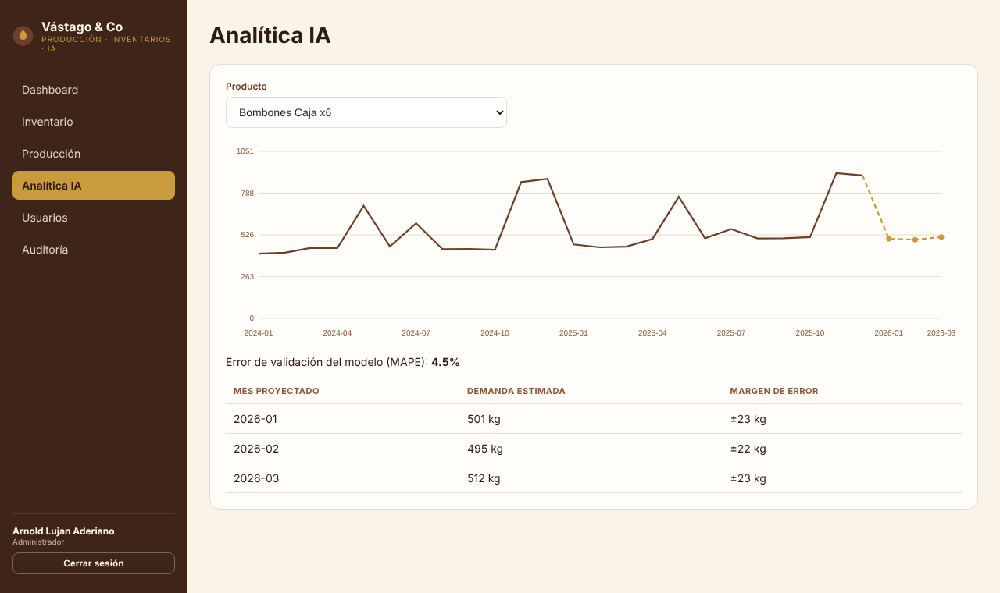 Vástago & Co
PRODUCCIÓN · INVENTARIOS
· IA
Dashboard
Inventario
Producción
Analítica IA
Usuarios
Auditoría
Arnold Lujan Aderiano
Administrador
Cerrar sesión
Analítica IA
Producto
Bombones Caja x6
1051
788
526
263
0
2024-01 2024-04 2024-07 2024-10 2025-01 2025-04 2025-07 2025-10 2026-01 2026-03
Error de validación del modelo (MAPE): 4.5%
MES PROYECTADO DEMANDA ESTIMADA MARGEN DE ERROR
2026-01 501 kg ±23 kg
2026-02 495 kg ±22 kg
2026-03 512 kg ±23 kg